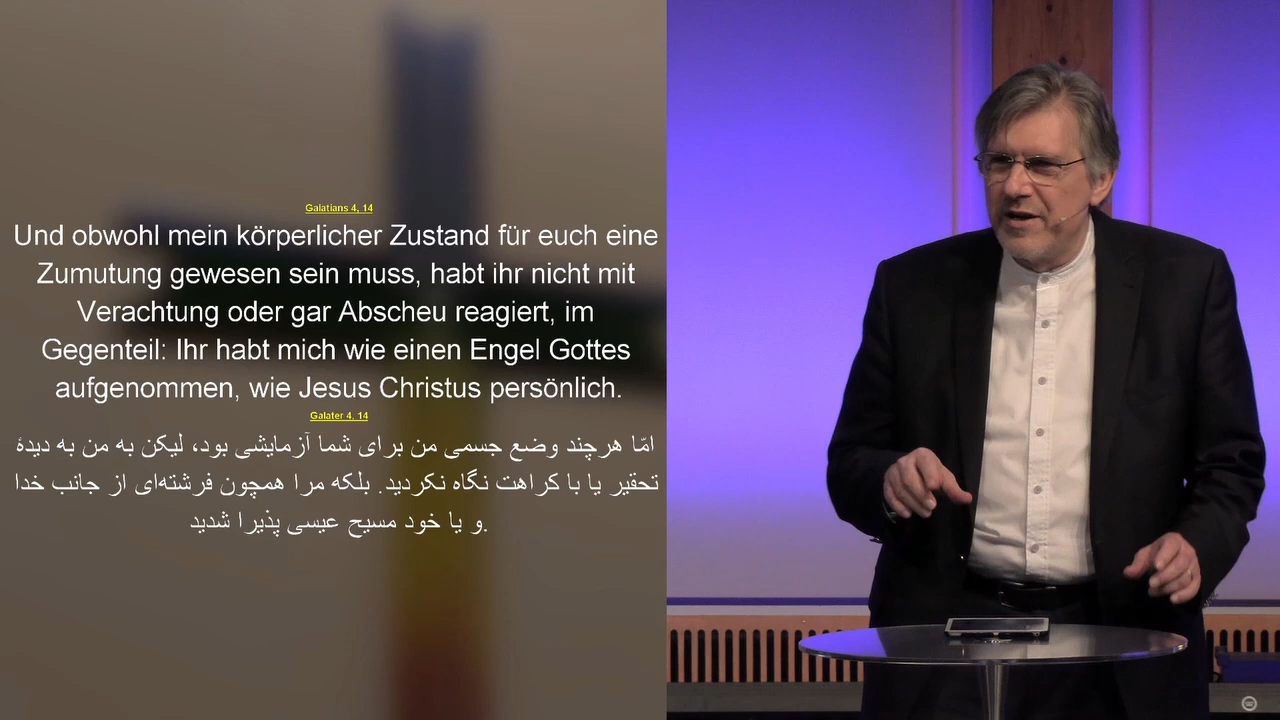 Galatians 4, 14
Und obwohl mein körperlicher Zustand für euch eine
Zumutung gewesen sein muss, habt ihr nicht mit
Verachtung oder gar Abscheu reagiert, im
Gegenteil: Ihr habt mich wie einen Engel Gottes
aufgenommen, wie Jesus Christus persönlich.
Galater 4, 14
امّا هرچند وضع جسمی من برای شما آزمایشی بود، لیکن به من به دیدۀ
تحقیر یا با کراهت نگاه نکردید. بلکه مرا همچون فرشته‌ای از جانب خدا
و یا خود مسیح عیسی پذیرا شدید.